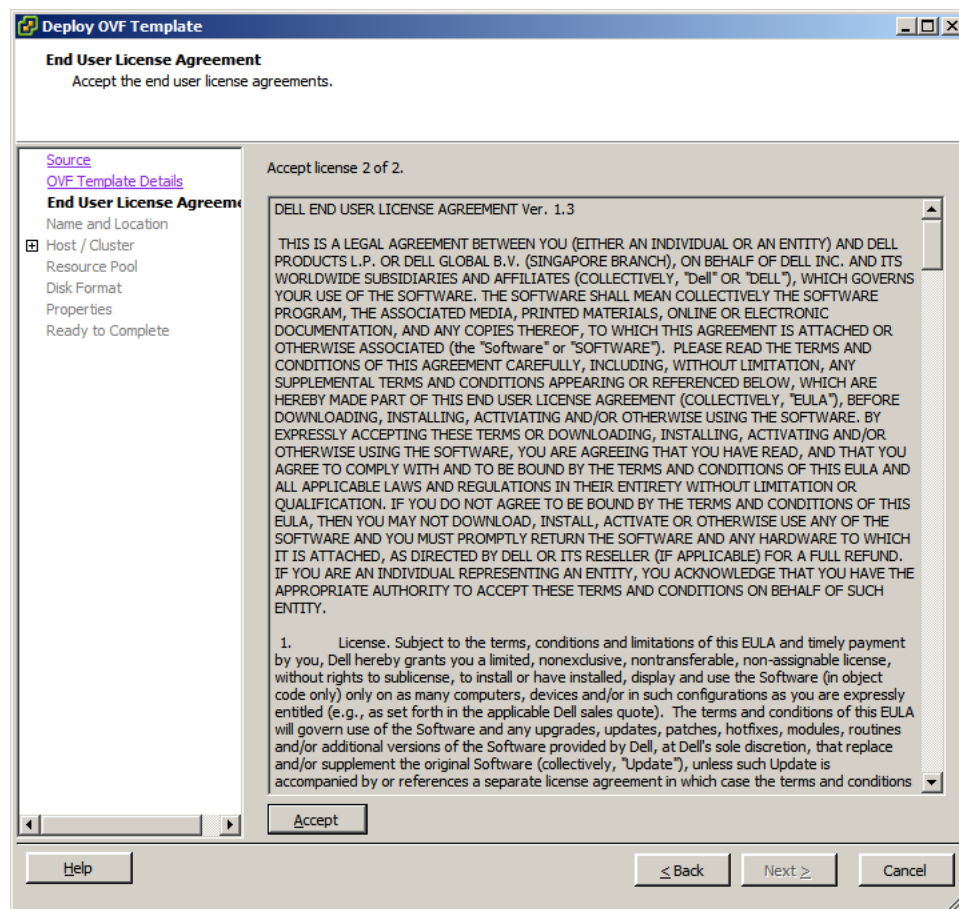 Deploy OVF Template
End User License Agreement
Accept the end user license agreements.
Source
OVF Template Details
End User License Agreeme
Name and Location
Host / Cluster
Resource Pool
Disk Format
Properties
Ready to Complete
Accept license 2 of 2.
DELL END USER LICENSE AGREEMENT Ver. 1.3
THIS IS A LEGAL AGREEMENT BETWEEN YOU (EITHER AN INDIVIDUAL OR AN ENTITY) AND DELL
PRODUCTS L.P. OR DELL GLOBAL B.V. (SINGAPORE BRANCH), ON BEHALF OF DELL INC. AND ITS
WORLDWIDE SUBSIDIARIES AND AFFILIATES (COLLECTIVELY, "Dell" OR "DELL"), WHICH GOVERNS
YOUR USE OF THE SOFTWARE. THE SOFTWARE SHALL MEAN COLLECTIVELY THE SOFTWARE
PROGRAM, THE ASSOCIATED MEDIA, PRINTED MATERIALS, ONLINE OR ELECTRONIC
DOCUMENTATION, AND ANY COPIES THEREOF, TO WHICH THIS AGREEMENT IS ATTACHED OR
OTHERWISE ASSOCIATED (the "Software" or "SOFTWARE"). PLEASE READ THE TERMS AND
CONDITIONS OF THIS AGREEMENT CAREFULLY, INCLUDING, WITHOUT LIMITATION, ANY
SUPPLEMENTAL TERMS AND CONDITIONS APPEARING OR REFERENCED BELOW, WHICH ARE
HEREBY MADE PART OF THIS END USER LICENSE AGREEMENT (COLLECTIVELY, "EULA"), BEFORE
DOWNLOADING, INSTALLING, ACTIVIATING AND/OR OTHERWISE USING THE SOFTWARE. BY
EXPRESSLY ACCEPTING THESE TERMS OR DOWNLOADING, INSTALLING, ACTIVATING AND/OR
OTHERWISE USING THE SOFTWARE, YOU ARE AGREEING THAT YOU HAVE READ, AND THAT YOU
AGREE TO COMPLY WITH AND TO BE BOUND BY THE TERMS AND CONDITIONS OF THIS EULA AND
ALL APPLICABLE LAWS AND REGULATIONS IN THEIR ENTIRETY WITHOUT LIMITATION OR
QUALIFICATION. IF YOU DO NOT AGREE TO BE BOUND BY THE TERMS AND CONDITIONS OF THIS
EULA, THEN YOU MAY NOT DOWNLOAD, INSTALL, ACTIVATE OR OTHERWISE USE ANY OF THE
SOFTWARE AND YOU MUST PROMPTLY RETURN THE SOFTWARE AND ANY HARDWARE TO WHICH
IT IS ATTACHED, AS DIRECTED BY DELL OR ITS RESELLER (IF APPLICABLE) FOR A FULL REFUND.
IF YOU ARE AN INDIVIDUAL REPRESENTING AN ENTITY, YOU ACKNOWLEDGE THAT YOU HAVE THE
APPROPRIATE AUTHORITY TO ACCEPT THESE TERMS AND CONDITIONS ON BEHALF OF SUCH
ENTITY.
1. License. Subject to the terms, conditions and limitations of this EULA and timely payment
by you, Dell hereby grants you a limited, nonexclusive, nontransferable, non-assignable license,
without rights to sublicense, to install or have installed, display and use the Software (in object
code only) only on as many computers, devices and/or in such configurations as you are expressly
entitled (e.g., as set forth in the applicable Dell sales quote). The terms and conditions of this EULA
will govern use of the Software and any upgrades, updates, patches, hotfixes, modules, routines
and/or additional versions of the Software provided by Dell, at Dell's sole discretion, that replace
and/or supplement the original Software (collectively, "Update"), unless such Update is
accompanied by or references a separate license agreement in which case the terms and conditions
Accept
Help
< Back
Next >
Cancel